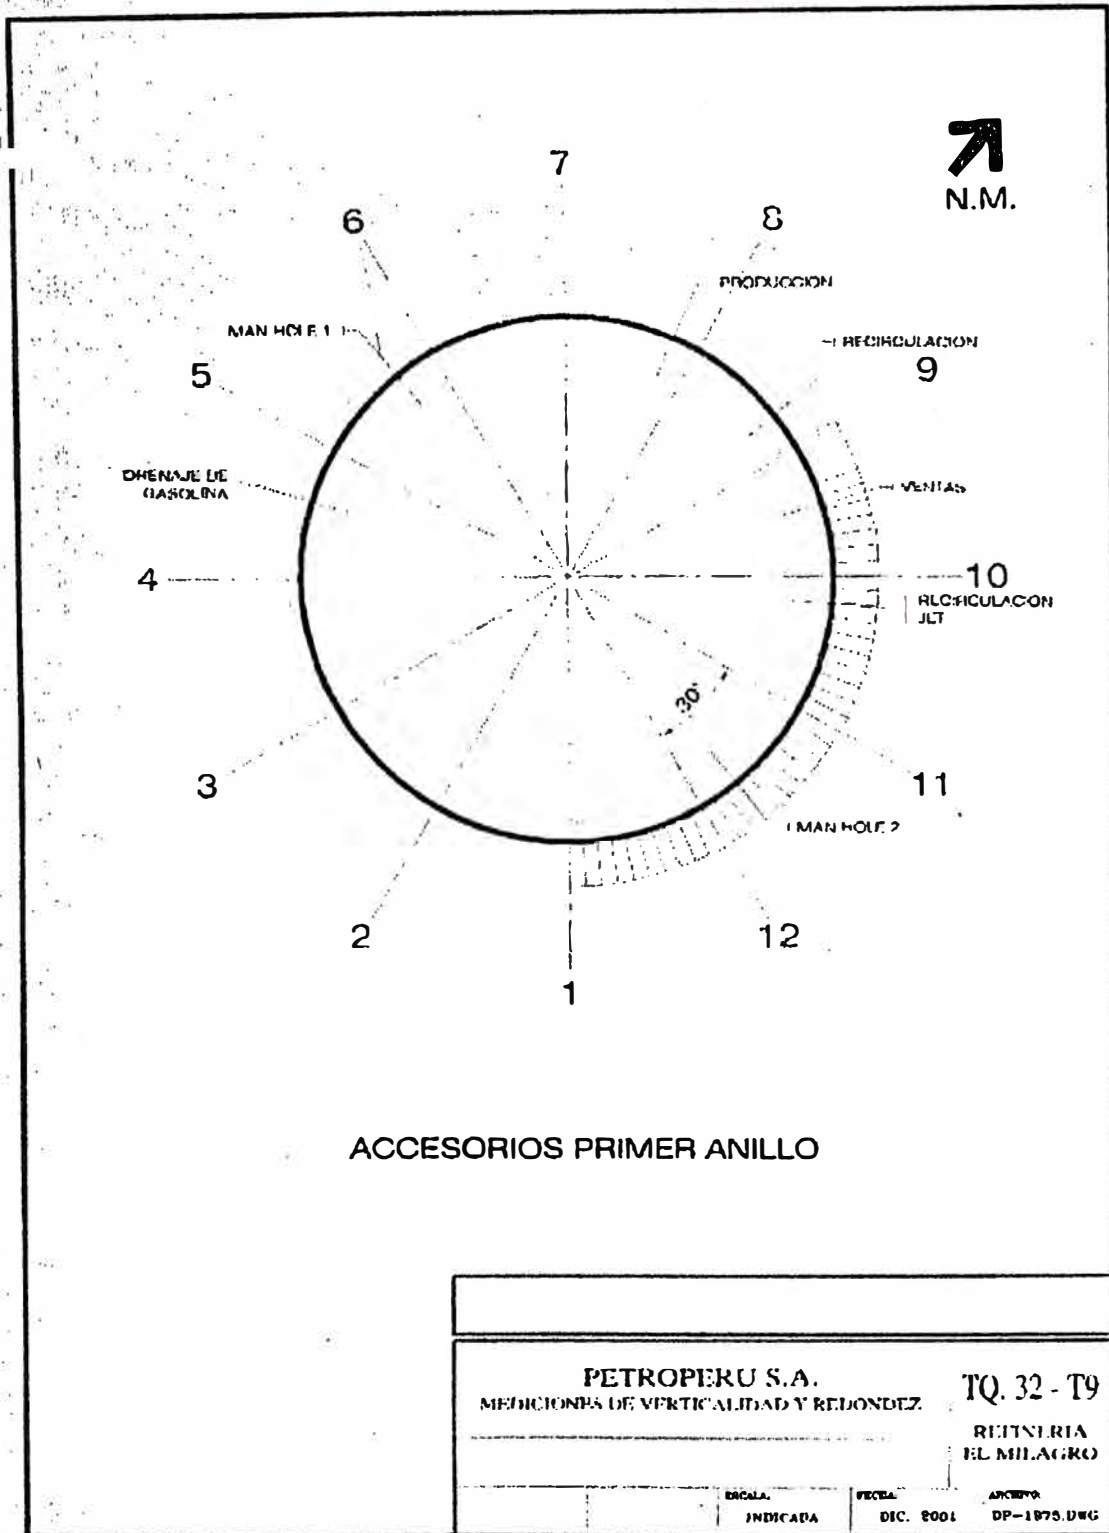 7
N.M.
6
8
PRODUCCION
MAN HOLE 1
RECIRCULACION
5
9
DRENAJE DE
GASOLINA
VENTAS
4
10
RECIRCULACION
JET
30°
3
11
MAN HOLE 2
2
12
1
ACCESORIOS PRIMER ANILLO
PETROPERU S.A.
MEDICIONES DE VERTICALIDAD Y REDONDEZ
TQ. 32 - T9
REFINERIA
EL MILAGRO
ESCALA:
INDICADA
FECHA:
DIC. 2001
ARCHIVO:
DP-1875.DWG